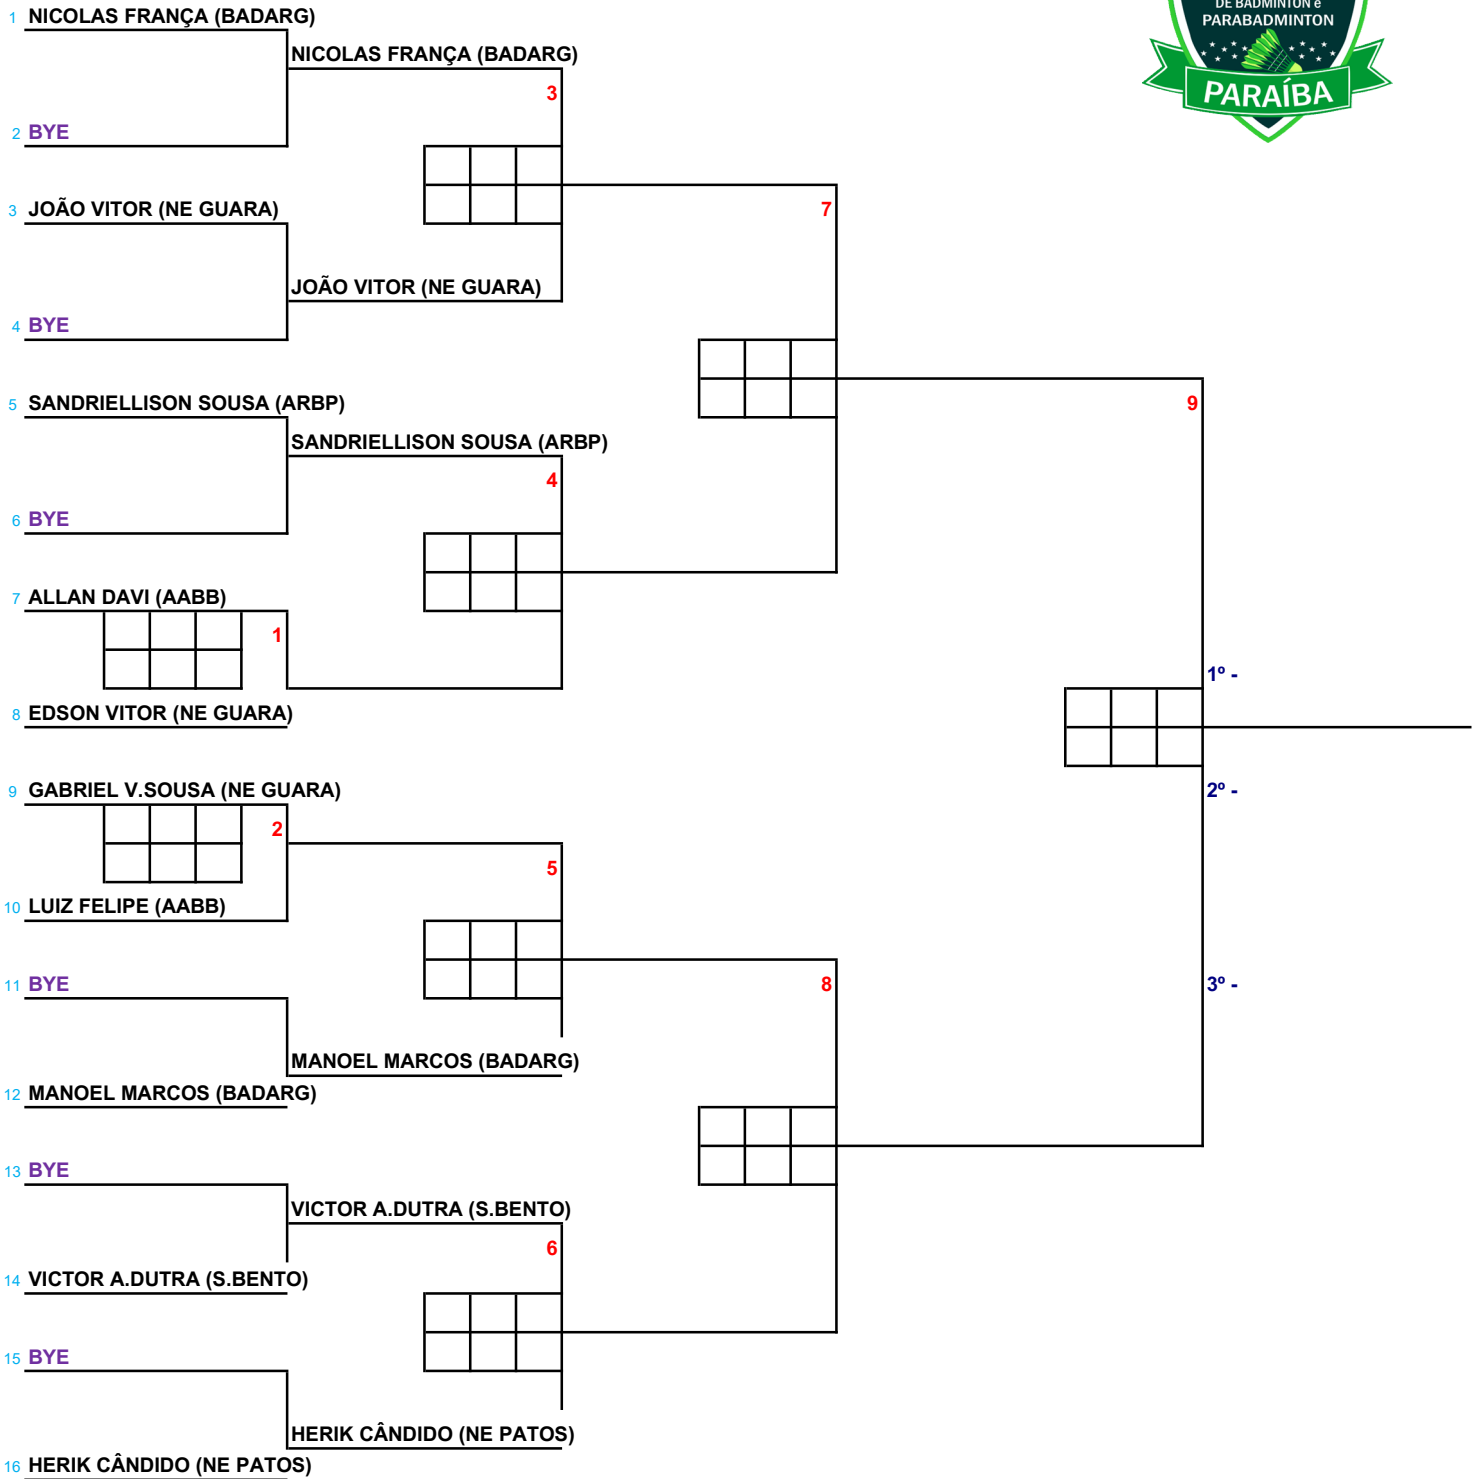 DE BADMINTON e
PARABADMINTON
PARAÍBA
1 NICOLAS FRANÇA (BADARG)
NICOLAS FRANÇA (BADARG)
3
2 BYE
3 JOÃO VITOR (NE GUARA)
7
JOÃO VITOR (NE GUARA)
4 BYE
5 SANDRIELLISON SOUSA (ARBP)
9
SANDRIELLISON SOUSA (ARBP)
4
6 BYE
7 ALLAN DAVI (AABB)
1
1º -
8 EDSON VITOR (NE GUARA)
9 GABRIEL V.SOUSA (NE GUARA)
2º -
2
5
10 LUIZ FELIPE (AABB)
11 BYE
8
3º -
MANOEL MARCOS (BADARG)
12 MANOEL MARCOS (BADARG)
13 BYE
VICTOR A.DUTRA (S.BENTO)
6
14 VICTOR A.DUTRA (S.BENTO)
15 BYE
HERIK CÂNDIDO (NE PATOS)
16 HERIK CÂNDIDO (NE PATOS)